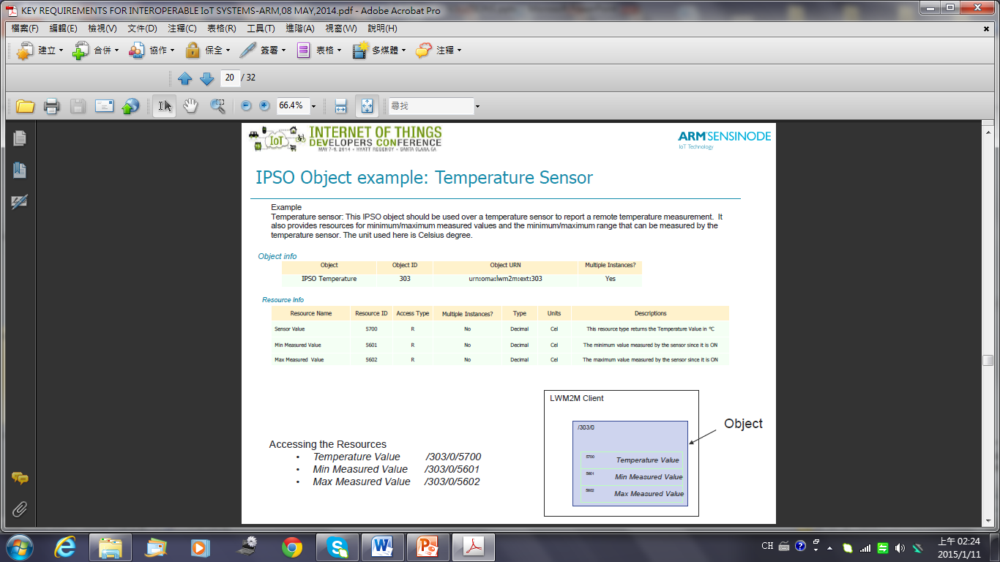 KEY REQUIREMENTS FOR INTEROPERABLE IoT SYSTEMS-ARM,08 MAY,2014.pdf - Adobe Acrobat Pro
檔案(F) 編輯(E) 檢視(V) 文件(D) 注釋(C) 表格(R) 工具(T) 進階(A) 視窗(W) 說明(H)
建立 合併 協作 保全 簽署 表格 多媒體 注釋
20 / 32
66.4% 尋找
IoT
INTERNET OF THINGS
DEVELOPERS CONFERENCE
MAY 7-8, 2014 • HYATT REGENCY • SANTA CLARA, CA
ARMSENSINODE
IoT Technology
IPSO Object example: Temperature Sensor
Example
Temperature sensor: This IPSO object should be used over a temperature sensor to report a remote temperature measurement. It
also provides resources for minimum/maximum measured values and the minimum/maximum range that can be measured by the
temperature sensor. The unit used here is Celsius degree.
Object info
Object Object ID Object URN Multiple Instances?
IPSO Temperature 303 urn:oma:lwm2m:ext:303 Yes
Resource Info
Resource Name Resource ID Access Type Multiple Instances? Type Units Descriptions
Sensor Value 5700 R No Decimal Cel This resource type returns the Temperature Value in °C
Min Measured Value 5601 R No Decimal Cel The minimum value measured by the sensor since it is ON
Max Measured Value 5602 R No Decimal Cel The maximum value measured by the sensor since it is ON
LWM2M Client
/303/0
Object
5700 Temperature Value
5601 Min Measured Value
5602 Max Measured Value
Accessing the Resources
• Temperature Value /303/0/5700
• Min Measured Value /303/0/5601
• Max Measured Value /303/0/5602
CH
上午 02:24
2015/1/11